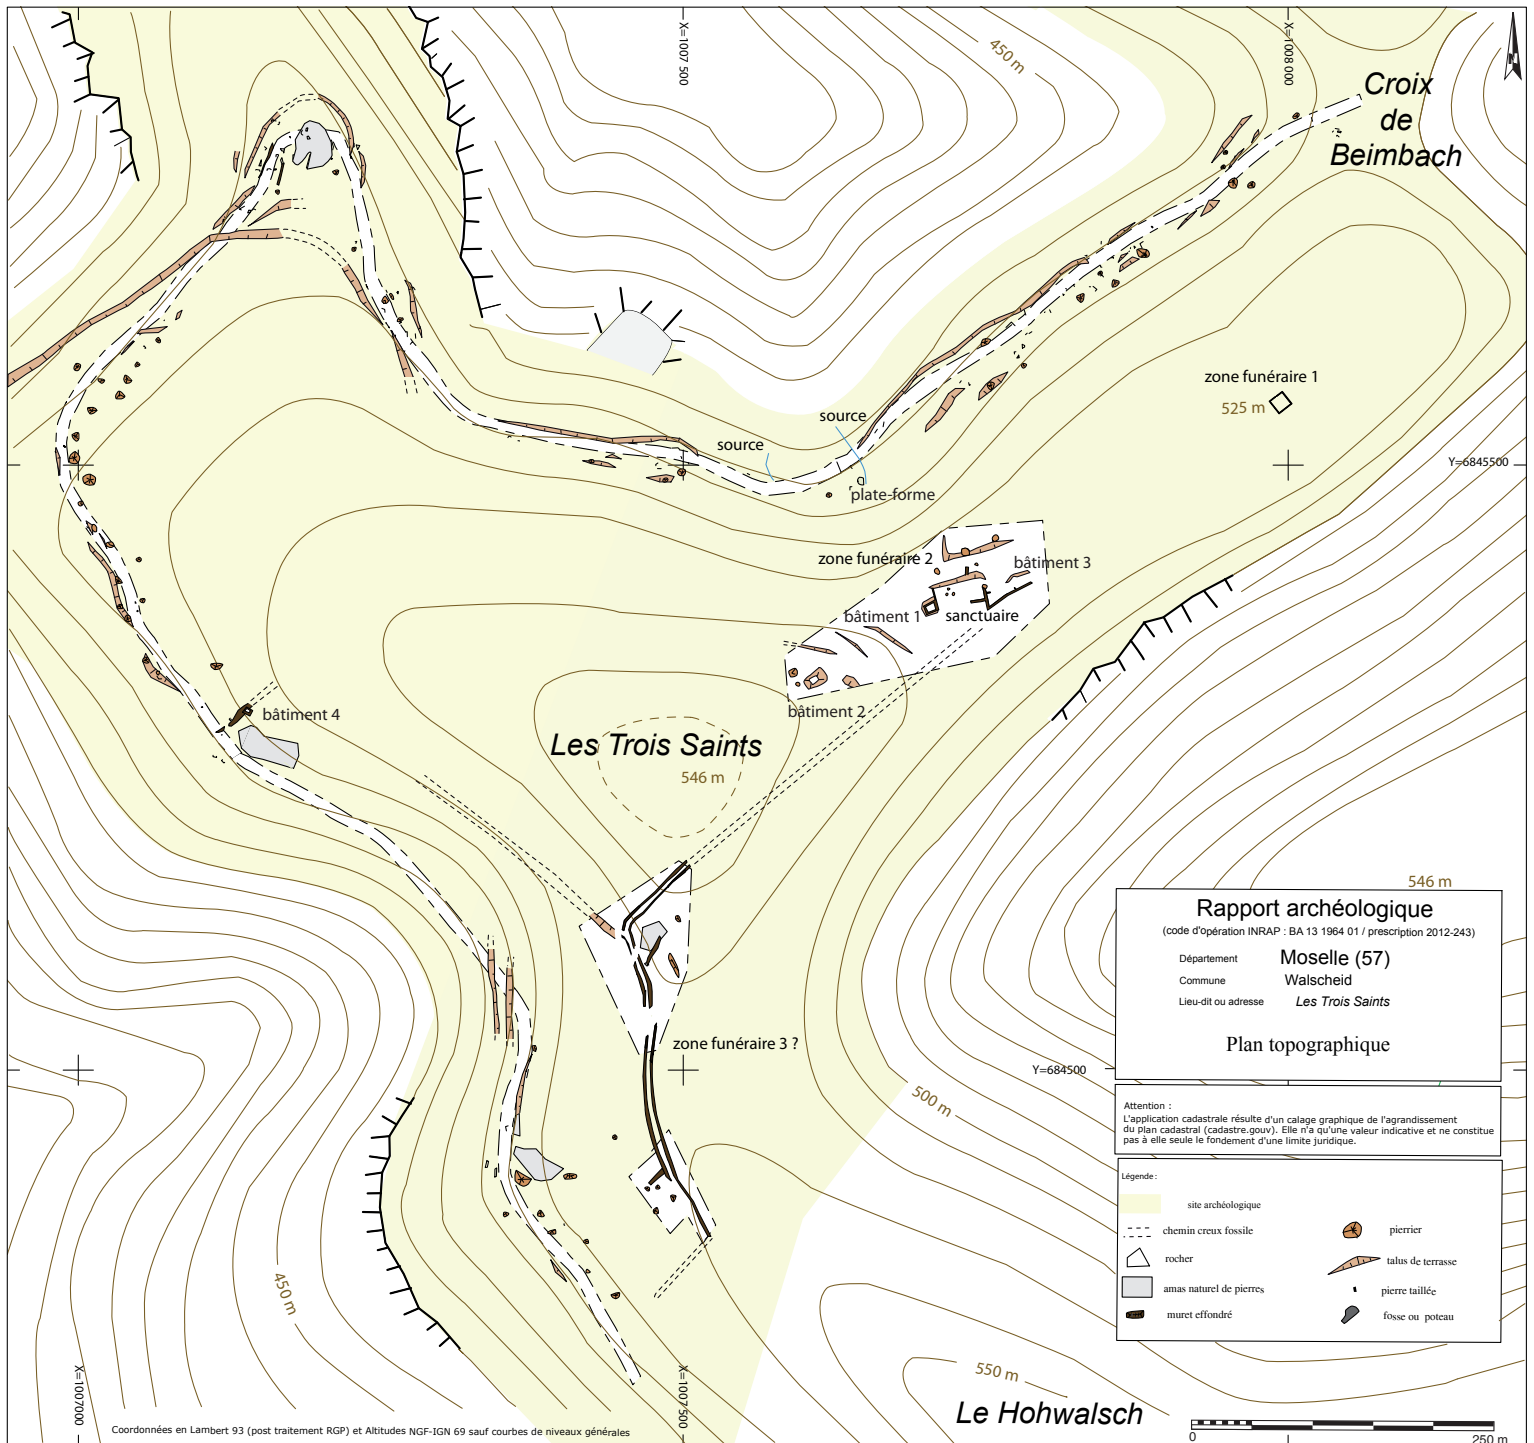 X=1007 500
X=1008 000
450 m
Croix
de
Beimbach
N
zone funéraire 1
525 m
source
source
Y=6845500
plate-forme
zone funéraire 2
bâtiment 3
bâtiment 1
sanctuaire
bâtiment 2
bâtiment 4
Les Trois Saints
546 m
546 m
zone funéraire 3 ?
Y=684500
500 m
450 m
550 m
Le Hohwalsch
X=1007000
X=1007 500
Rapport archéologique
(code d'opération INRAP : BA 13 1964 01 / prescription 2012-243)
Département Moselle (57)
Commune Walscheid
Lieu-dit ou adresse Les Trois Saints
Plan topographique
Attention :
L'application cadastrale résulte d'un calage graphique de l'agrandissement
du plan cadastral (cadastre.gouv). Elle n'a qu'une valeur indicative et ne constitue
pas à elle seule le fondement d'une limite juridique.
Légende :
site archéologique
chemin creux fossile
pierrier
rocher
talus de terrasse
amas naturel de pierres
pierre taillée
muret effondré
fosse ou poteau
0
250 m
Coordonnées en Lambert 93 (post traitement RGP) et Altitudes NGF-IGN 69 sauf courbes de niveaux générales